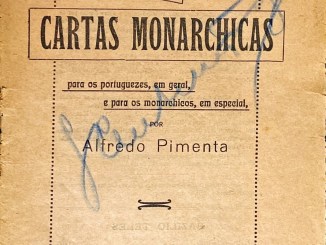 CARTAS MONARCHICAS
para os portuguezes, em geral,
e para os monarchicos, em especial,
POR
Alfredo Pimenta